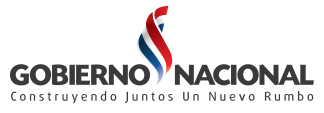 GOBIERNO NACIONAL
Construyendo Juntos Un Nuevo Rumbo